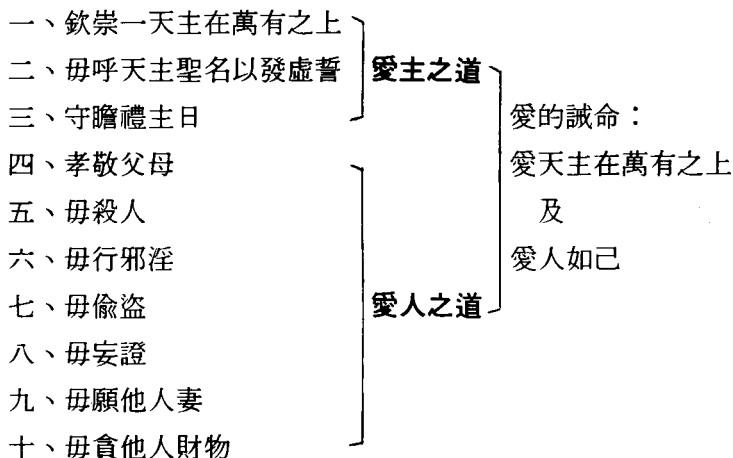 一、欽崇一天主在萬有之上
二、毋呼天主聖名以發虛誓
三、守瞻禮主日
四、孝敬父母
五、毋殺人
六、毋行邪淫
七、毋偷盜
八、毋妄證
九、毋願他人妻
十、毋貪他人財物
愛主之道
愛人之道
愛的誡命：
愛天主在萬有之上
及
愛人如己